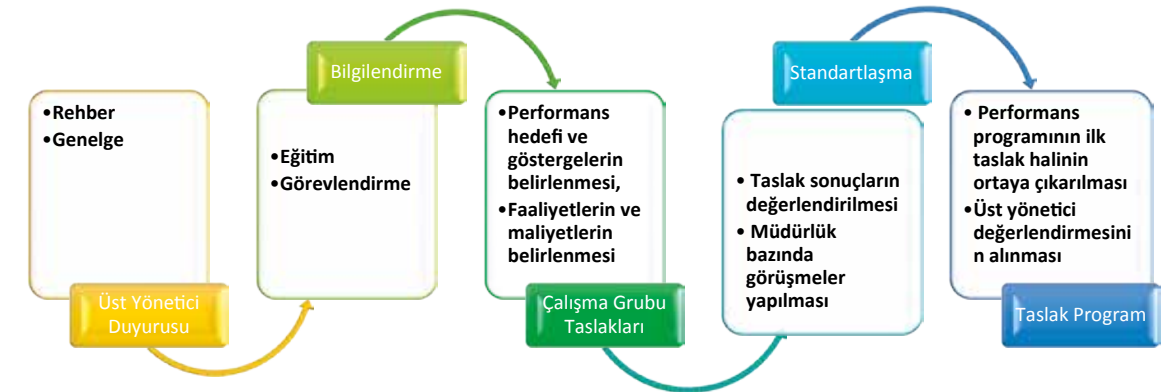 •Rehber
•Genelge
Üst Yönetici
Duyurusu
Bilgilendirme
•Eğitim
•Görevlendirme
•Performans
hedefi ve
göstergelerin
belirlenmesi,
•Faaliyetlerin ve
maliyetlerin
belirlenmesi
Çalışma Grubu
Taslakları
Standartlaşma
• Taslak sonuçların
değerlendirilmesi
• Müdürlük
bazında
görüşmeler
yapılması
• Performans
programının ilk
taslak halinin
ortaya çıkarılması
•Üst yönetici
değerlendirmesini
n alınması
Taslak Program